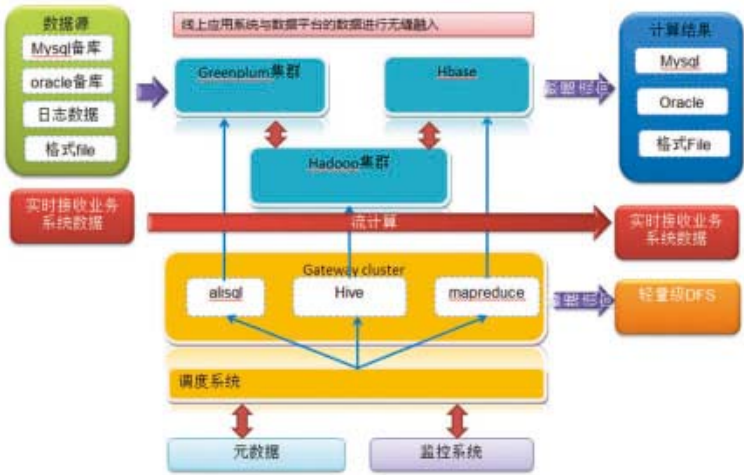 数据源
线上应用系统与数据平台的数据进行无缝融入
计算结果
Mysql备库
oracle备库
日志数据
格式file
Greenplum集群
Hbase
Mysql
Oracle
格式File
Hadooo集群
实时接收业务
系统数据
流计算
实时接收业务
系统数据
Gateway cluster
alisql
Hive
mapreduce
轻量级DFS
调度系统
元数据
监控系统